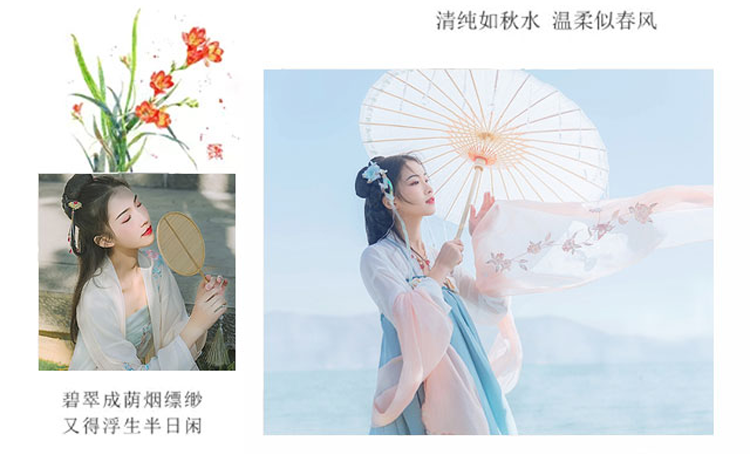 清纯如秋水 温柔似春风
碧翠成荫烟缥缈
又得浮生半日闲